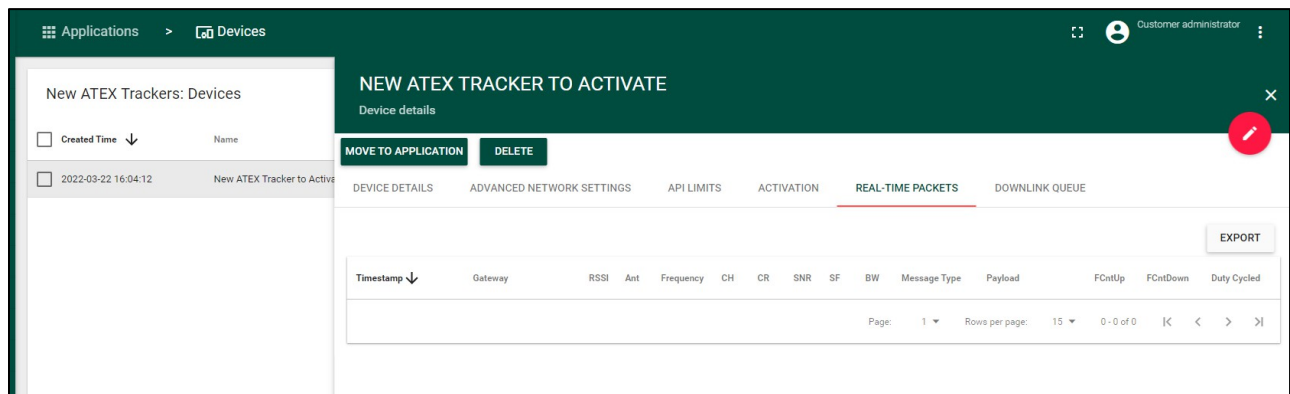 Applications > Devices
Customer administrator
New ATEX Trackers: Devices
Created Time Name
2022-03-22 16:04:12 New ATEX Tracker to Activa
NEW ATEX TRACKER TO ACTIVATE
Device details
MOVE TO APPLICATION DELETE
DEVICE DETAILS ADVANCED NETWORK SETTINGS API LIMITS ACTIVATION REAL-TIME PACKETS DOWNLINK QUEUE
EXPORT
Timestamp Gateway RSSI Ant Frequency CH CR SNR SF BW Message Type Payload FCntUp FCntDown Duty Cycled
Page: 1 Rows per page: 15 0 - 0 of 0